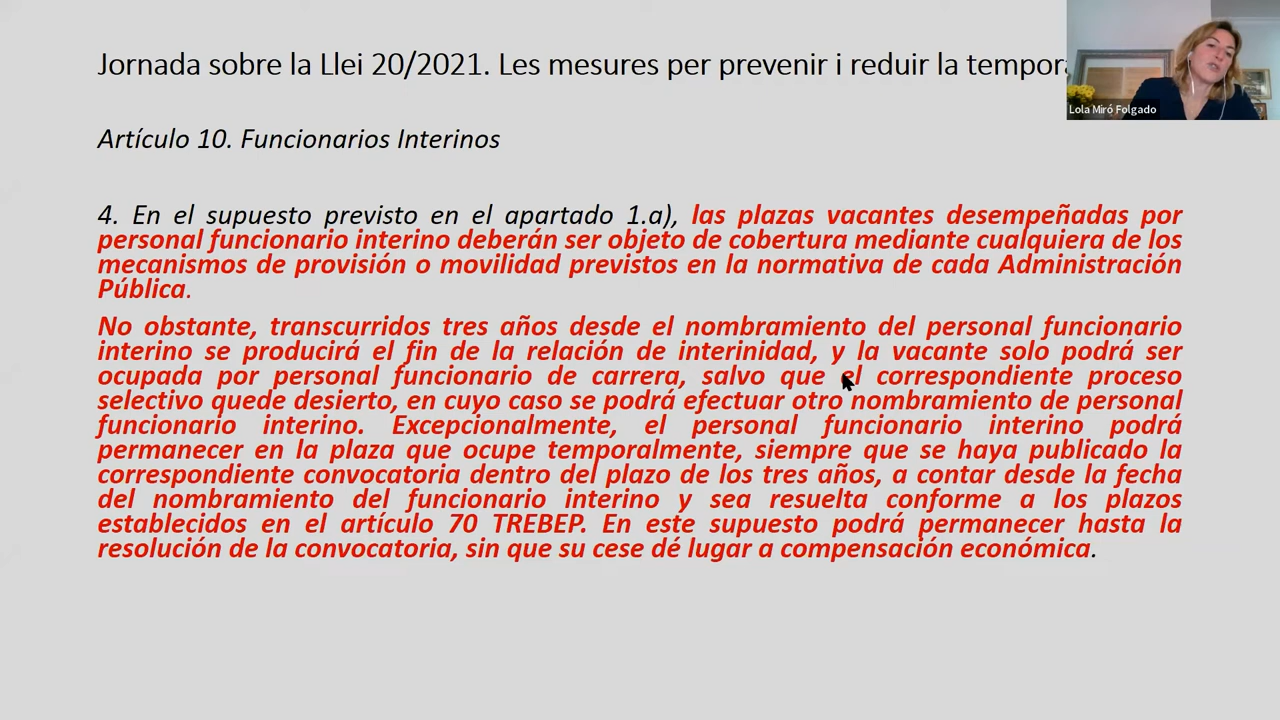 Jornada sobre la Llei 20/2021. Les mesures per prevenir i reduir la tempora
Lola Miró Folgado
Artículo 10. Funcionarios Interinos
4. En el supuesto previsto en el apartado 1.a), las plazas vacantes desempeñadas por
personal funcionario interino deberán ser objeto de cobertura mediante cualquiera de los
mecanismos de provisión o movilidad previstos en la normativa de cada Administración
Pública.
No obstante, transcurridos tres años desde el nombramiento del personal funcionario
interino se producirá el fin de la relación de interinidad, y la vacante solo podrá ser
ocupada por personal funcionario de carrera, salvo que el correspondiente proceso
selectivo quede desierto, en cuyo caso se podrá efectuar otro nombramiento de personal
funcionario interino. Excepcionalmente, el personal funcionario interino podrá
permanecer en la plaza que ocupe temporalmente, siempre que se haya publicado la
correspondiente convocatoria dentro del plazo de los tres años, a contar desde la fecha
del nombramiento del funcionario interino y sea resuelta conforme a los plazos
establecidos en el artículo 70 TREBEP. En este supuesto podrá permanecer hasta la
resolución de la convocatoria, sin que su cese dé lugar a compensación económica.